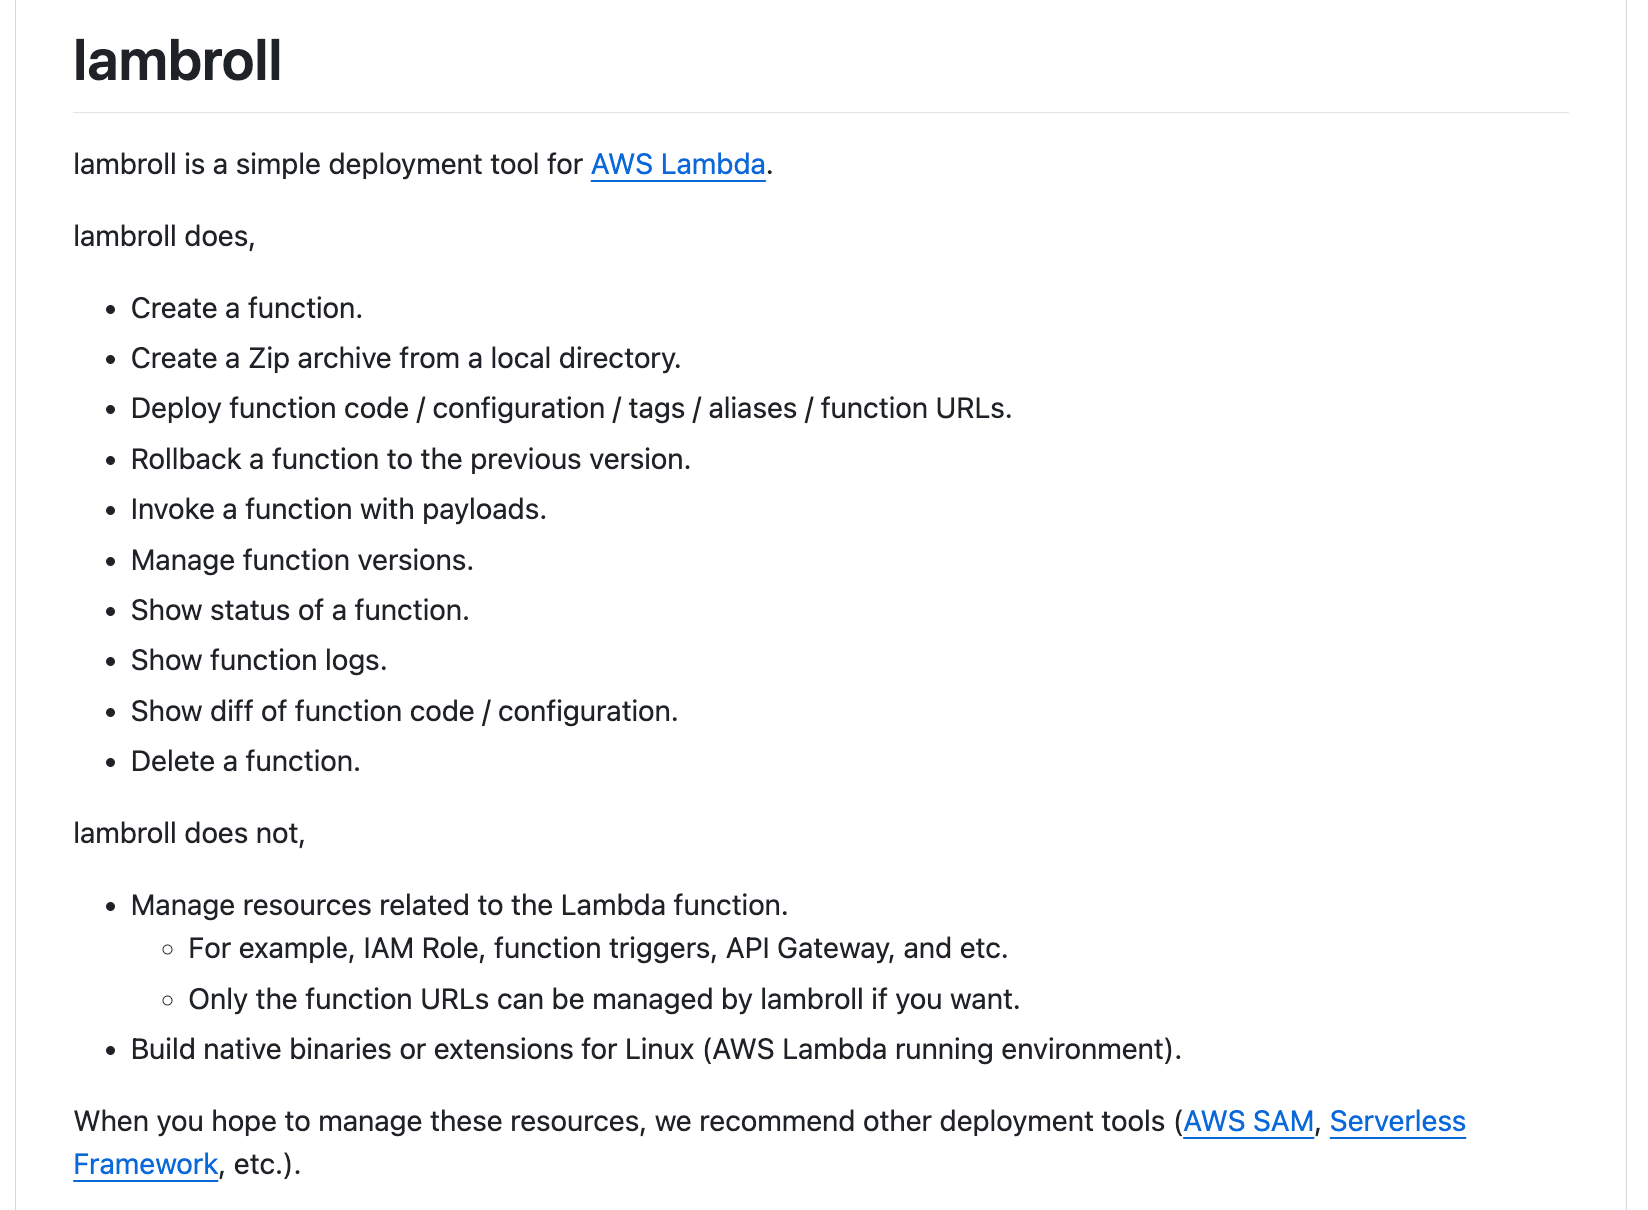 lambroll
lambroll is a simple deployment tool for AWS Lambda.
lambroll does,
• Create a function.
• Create a Zip archive from a local directory.
• Deploy function code / configuration / tags / aliases / function URLs.
• Rollback a function to the previous version.
• Invoke a function with payloads.
• Manage function versions.
• Show status of a function.
• Show function logs.
• Show diff of function code / configuration.
• Delete a function.
lambroll does not,
• Manage resources related to the Lambda function.
◦ For example, IAM Role, function triggers, API Gateway, and etc.
◦ Only the function URLs can be managed by lambroll if you want.
• Build native binaries or extensions for Linux (AWS Lambda running environment).
When you hope to manage these resources, we recommend other deployment tools (AWS SAM, Serverless
Framework, etc.).